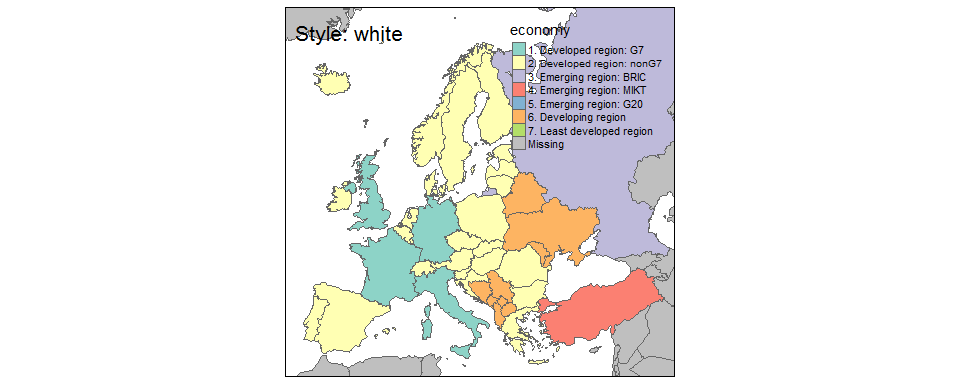 Style: white
economy
1. Developed region: G7
2. Developed region: nonG7
3. Emerging region: BRIC
4. Emerging region: MIKT
5. Emerging region: G20
6. Developing region
7. Least developed region
Missing